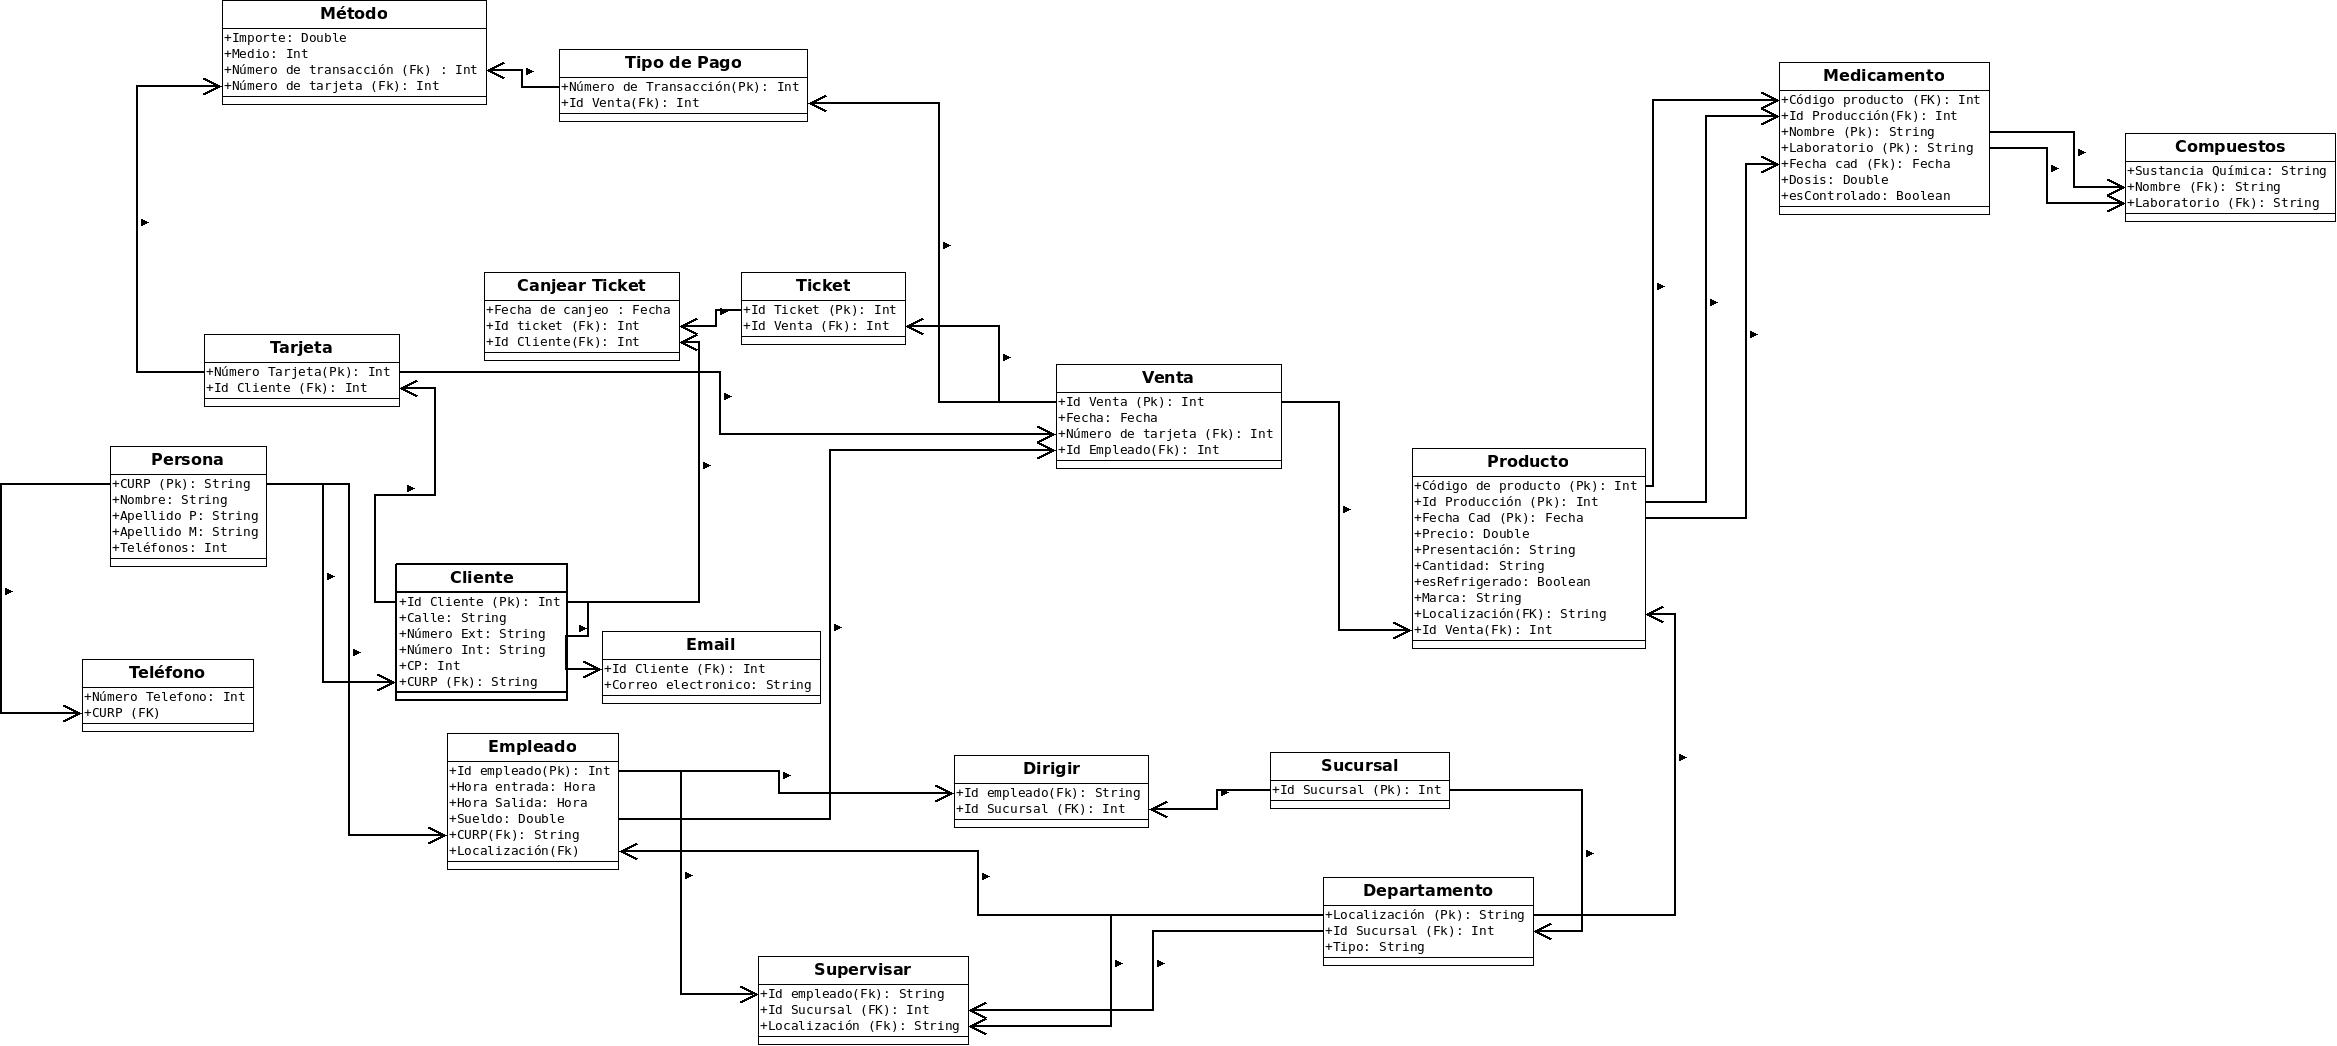 Método
+Importe: Double
+Medio: Int
+Número de transacción (Fk) : Int
+Número de tarjeta (Fk): Int
Tipo de Pago
+Número de Transacción(Pk): Int
+Id Venta(Fk): Int
Medicamento
+Código producto (FK): Int
+Id Producción(Fk): Int
+Nombre (Pk): String
+Laboratorio (Pk): String
+Fecha cad (Fk): Fecha
+Dosis: Double
+esControlado: Boolean
Compuestos
+Sustancia Química: String
+Nombre (Fk): String
+Laboratorio (Fk): String
Canjear Ticket
+Fecha de canjeo : Fecha
+Id ticket (Fk): Int
+Id Cliente(Fk): Int
Ticket
+Id Ticket (Pk): Int
+Id Venta (Fk): Int
Tarjeta
+Número Tarjeta(Pk): Int
+Id Cliente (Fk): Int
Venta
+Id Venta (Pk): Int
+Fecha: Fecha
+Número de tarjeta (Fk): Int
+Id Empleado(Fk): Int
Persona
+CURP (Pk): String
+Nombre: String
+Apellido P: String
+Apellido M: String
+Teléfonos: Int
Producto
+Código de producto (Pk): Int
+Id Producción (Pk): Int
+Fecha Cad (Pk): Fecha
+Precio: Double
+Presentación: String
+Cantidad: String
+esRefrigerado: Boolean
+Marca: String
+Localización(FK): String
+Id Venta(Fk): Int
Cliente
+Id Cliente (Pk): Int
+Calle: String
+Número Ext: String
+Número Int: String
+CP: Int
+CURP (Fk): String
Email
+Id Cliente (Fk): Int
+Correo electronico: String
Teléfono
+Número Telefono: Int
+CURP (FK)
Empleado
+Id empleado(Pk): Int
+Hora entrada: Hora
+Hora Salida: Hora
+Sueldo: Double
+CURP(Fk): String
+Localización(Fk)
Dirigir
+Id empleado(Fk): String
+Id Sucursal (FK): Int
Sucursal
+Id Sucursal (Pk): Int
Departamento
+Localización (Pk): String
+Id Sucursal (Fk): Int
+Tipo: String
Supervisar
+Id empleado(Fk): String
+Id Sucursal (FK): Int
+Localización (Fk): String